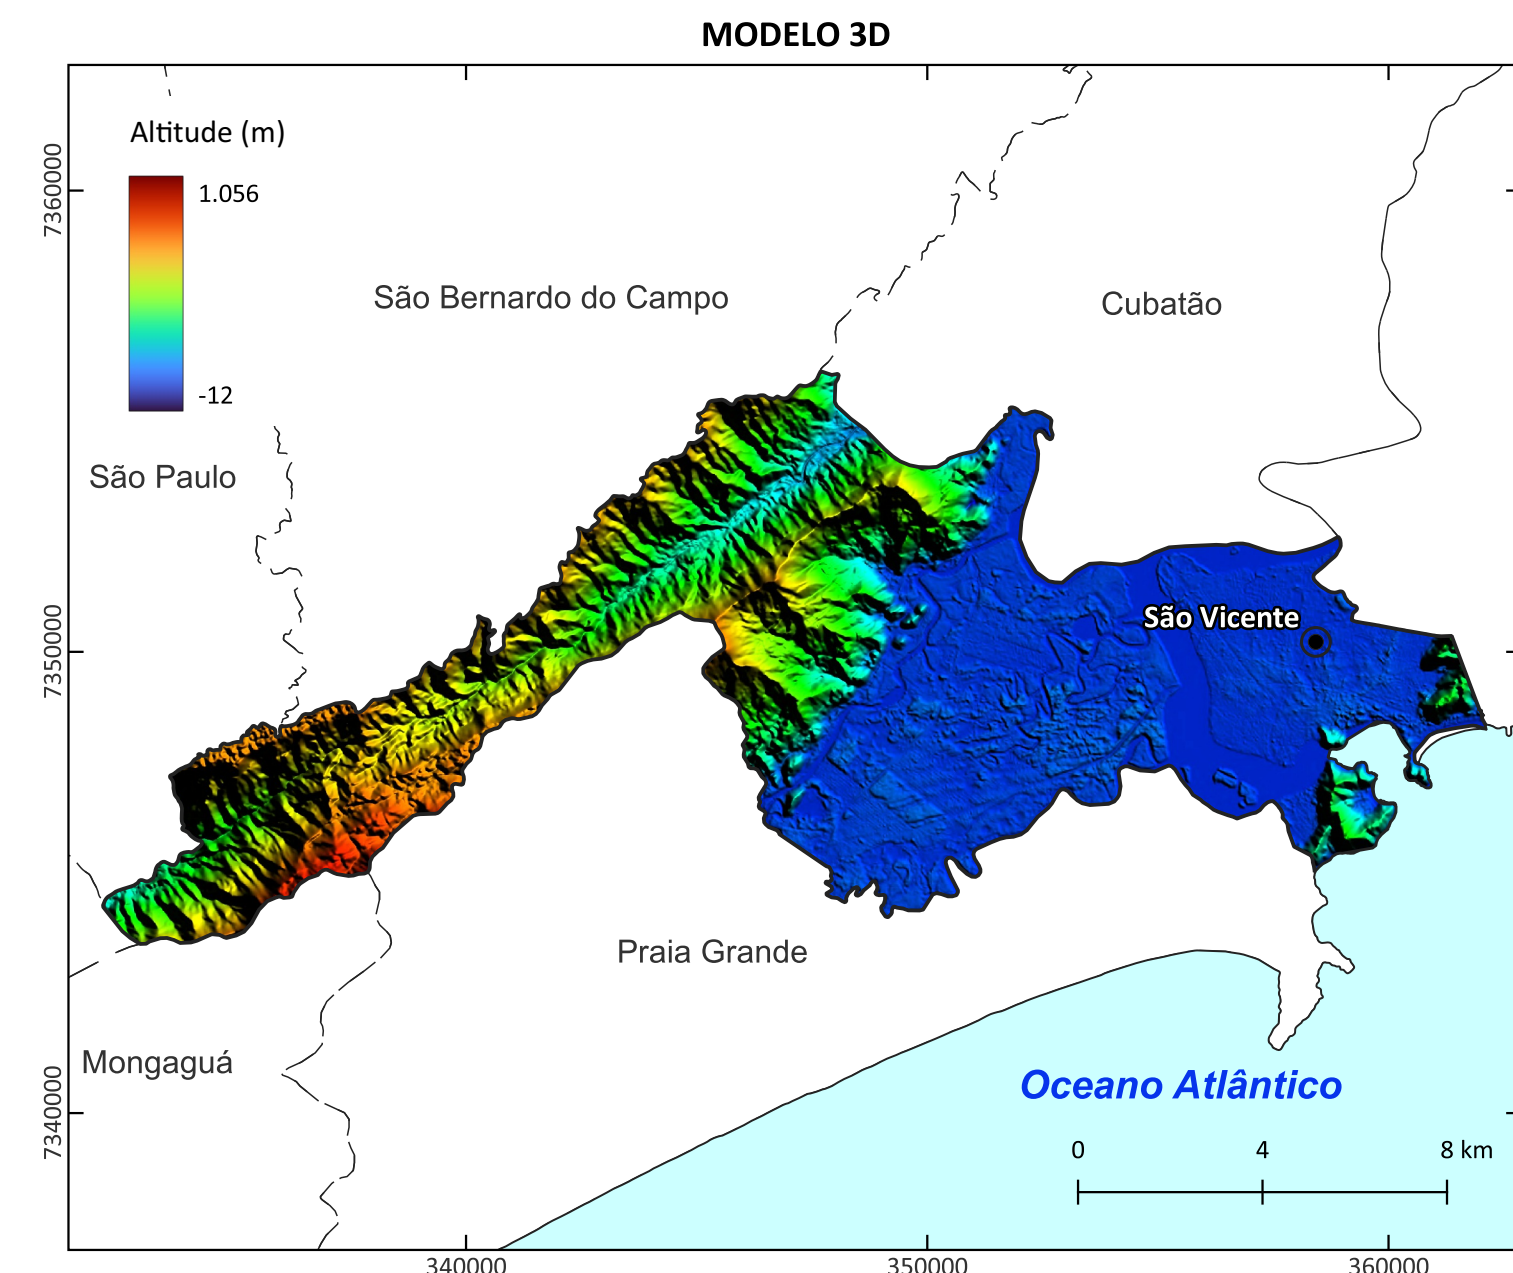 MODELO 3D
Altitude (m)
1.056
-12
7360000
São Bernardo do Campo
Cubatão
São Paulo
São Vicente
7350000
Praia Grande
Mongaguá
Oceano Atlântico
7340000
0 4 8 km
340000 350000 360000